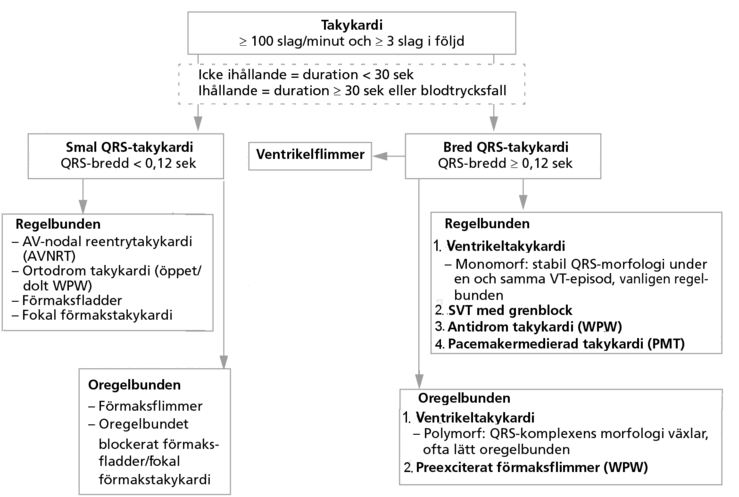 Takykardi
≥ 100 slag/minut och ≥ 3 slag i följd
Icke ihållande = duration < 30 sek
Ihållande = duration ≥ 30 sek eller blodtrycksfall
Smal QRS-takykardi
QRS-bredd < 0,12 sek
Ventrikelflimmer
Bred QRS-takykardi
QRS-bredd ≥ 0,12 sek
Regelbunden
– AV-nodal reentrytakykardi
(AVNRT)
– Ortodrom takykardi (öppet/
dolt WPW)
– Förmaksfladder
– Fokal förmakstakykardi
Regelbunden
1. Ventrikeltakykardi
– Monomorf: stabil QRS-morfologi under
en och samma VT-episod, vanligen regel-
bunden
2. SVT med grenblock
3. Antidrom takykardi (WPW)
4. Pacemakermedierad takykardi (PMT)
Oregelbunden
– Förmaksflimmer
– Oregelbundet
blockerat förmaks-
fladder/fokal
förmakstakykardi
Oregelbunden
1. Ventrikeltakykardi
– Polymorf: QRS-komplexens morfologi växlar,
ofta lätt oregelbunden
2. Preexciterat förmaksflimmer (WPW)